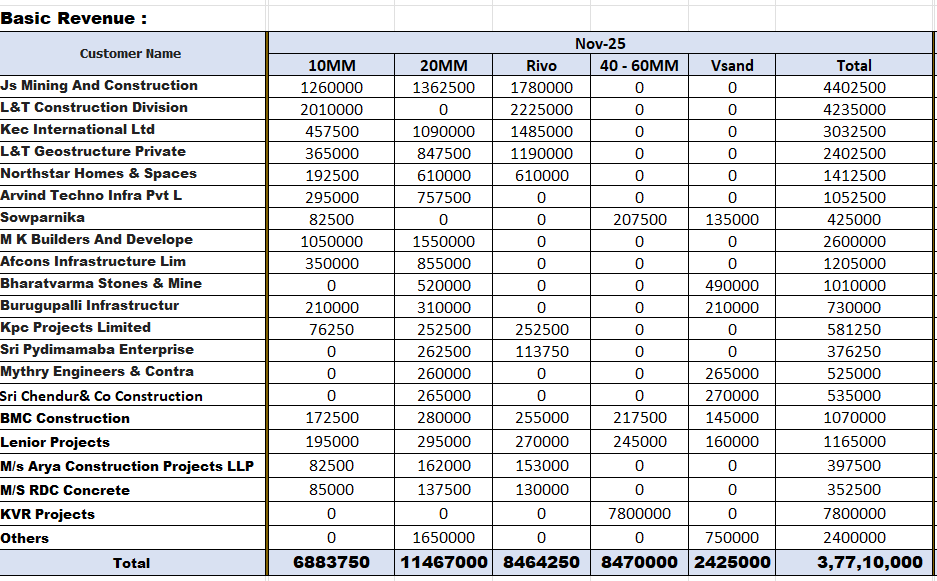 Basic Revenue :
Customer Name Nov-25
10MM 20MM Rivo 40 - 60MM Vsand Total
Js Mining And Construction 1260000 1362500 1780000 0 0 4402500
L&T Construction Division 2010000 0 2225000 0 0 4235000
Kec International Ltd 457500 1090000 1485000 0 0 3032500
L&T Geostructure Private 365000 847500 1190000 0 0 2402500
Northstar Homes & Spaces 192500 610000 610000 0 0 1412500
Arvind Techno Infra Pvt L 295000 757500 0 0 0 1052500
Sowparnika 82500 0 0 207500 135000 425000
M K Builders And Develope 1050000 1550000 0 0 0 2600000
Afcons Infrastructure Lim 350000 855000 0 0 0 1205000
Bharatvarma Stones & Mine 0 520000 0 0 490000 1010000
Burugupalli Infrastructur 210000 310000 0 0 210000 730000
Kpc Projects Limited 76250 252500 252500 0 0 581250
Sri Pydimamaba Enterprise 0 262500 113750 0 0 376250
Mythry Engineers & Contra 0 260000 0 0 265000 525000
Sri Chendur& Co Construction 0 265000 0 0 270000 535000
BMC Construction 172500 280000 255000 217500 145000 1070000
Lenior Projects 195000 295000 270000 245000 160000 1165000
M/s Arya Construction Projects LLP 82500 162000 153000 0 0 397500
M/S RDC Concrete 85000 137500 130000 0 0 352500
KVR Projects 0 0 0 7800000 0 7800000
Others 0 1650000 0 0 750000 2400000
Total 6883750 11467000 8464250 8470000 2425000 3,77,10,000